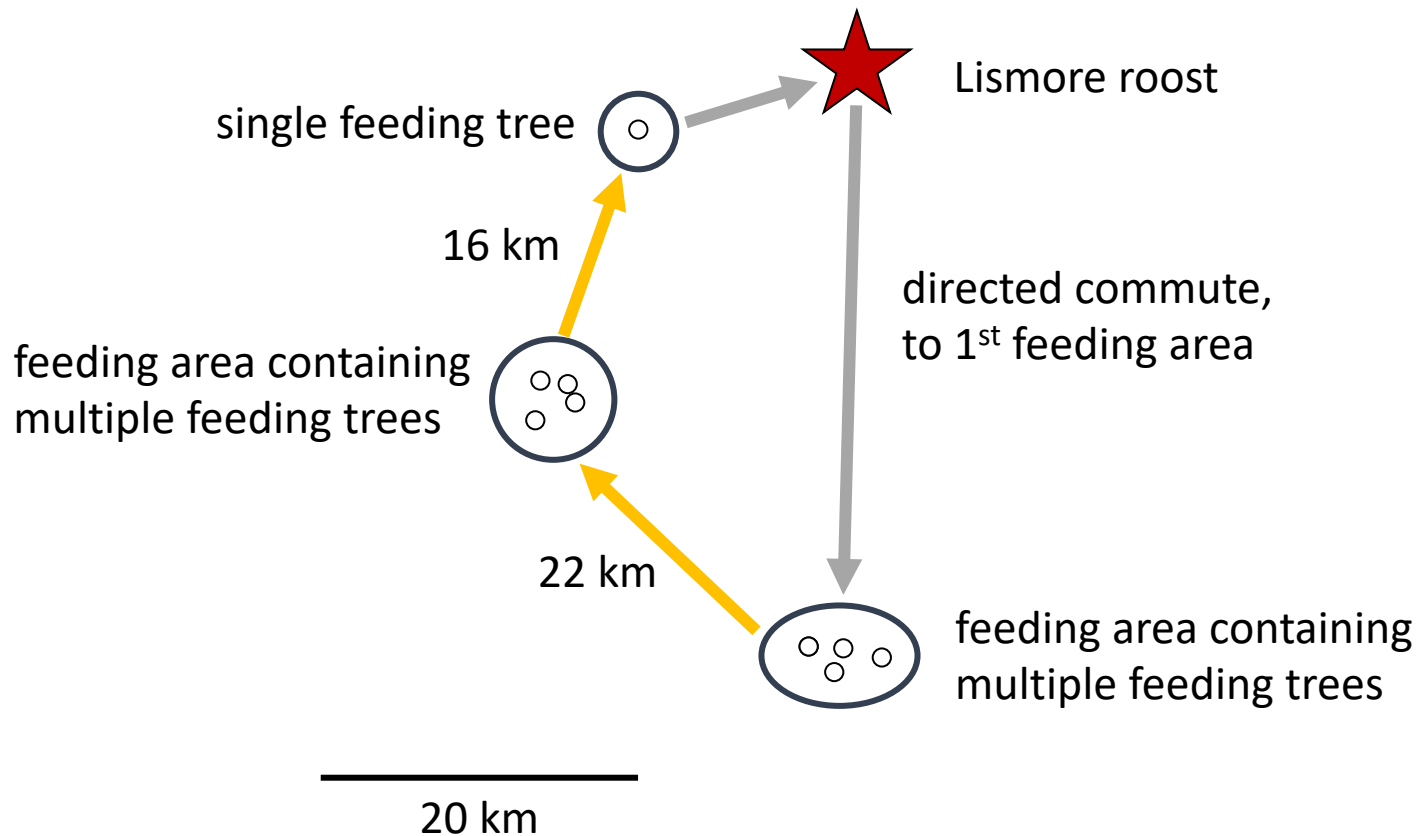 Lismore roost
single feeding tree
16 km
directed commute,
to 1st feeding area
feeding area containing
multiple feeding trees
22 km
feeding area containing
multiple feeding trees
20 km